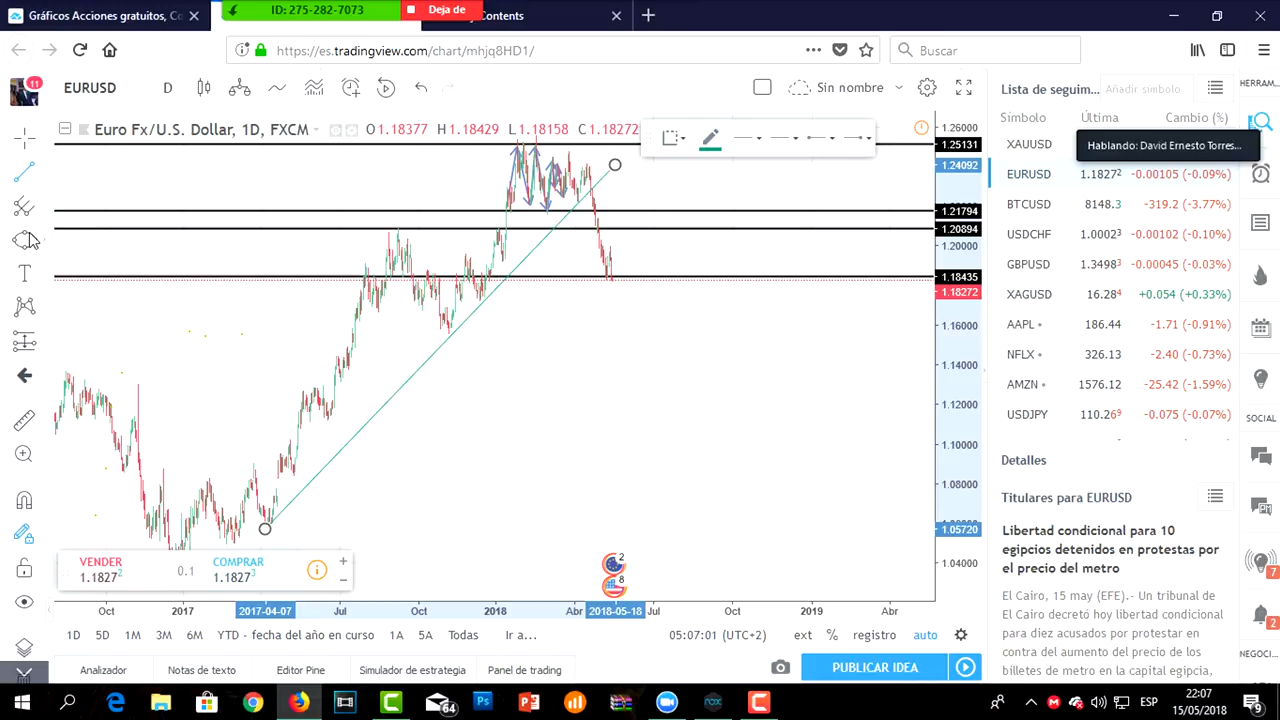 Gráficos Acciones gratuitos, Co
ID: 275-282-7073
Deja de
Contents
https://es.tradingview.com/chart/mhjq8HD1/
Buscar
11
EURUSD
D
Sin nombre
Lista de seguim...
Añadir símbolo
HERRAM
Euro Fx/U.S. Dollar, 1D, FXCM
O1.18377 H1.18429 L1.18158 C1.18272
Símbolo Última Cambio (%)
Hablando: David Ernesto Torres...
XAUUSD
EURUSD 1.1827² -0.00105 (-0.09%)
BTCUSD 8148.3 -319.2 (-3.77%)
USDCHF 1.0002³ -0.00102 (-0.10%)
GBPUSD 1.3498³ -0.00045 (-0.03%)
XAGUSD 16.28⁴ +0.054 (+0.33%)
AAPL 186.44 -1.71 (-0.91%)
NFLX 326.13 -2.40 (-0.73%)
AMZN 1576.12 -25.42 (-1.59%)
USDJPY 110.26⁹ -0.075 (-0.07%)
1.26000
1.25131
1.24092
1.21794
1.20894
1.20000
1.18435
1.18272
1.16000
1.14000
1.12000
1.10000
1.08000
1.05720
1.04000
SOCIAL
Detalles
Titulares para EURUSD
Libertad condicional para 10
egipcios detenidos en protestas por
el precio del metro
El Cairo, 15 may (EFE).- Un tribunal de
El Cairo decretó hoy libertad condicional
para diez acusados por protestar en
contra del aumento del precio de los
billetes de metro en la capital egipcia,
7
2
NEGOCI
VENDER
1.1827²
0.1
COMPRAR
1.1827³
2
8
Oct 2017 2017-04-07 Jul Oct 2018 Abr 2018-05-18 Jul Oct 2019 Abr
1D 5D 1M 3M 6M YTD - fecha del año en curso 1A 5A Todas Ir a...
05:07:01 (UTC+2) ext % registro auto
Analizador Notas de texto Editor Pine Simulador de estrategia Panel de trading
PUBLICAR IDEA
64
ESP
22:07
15/05/2018
9